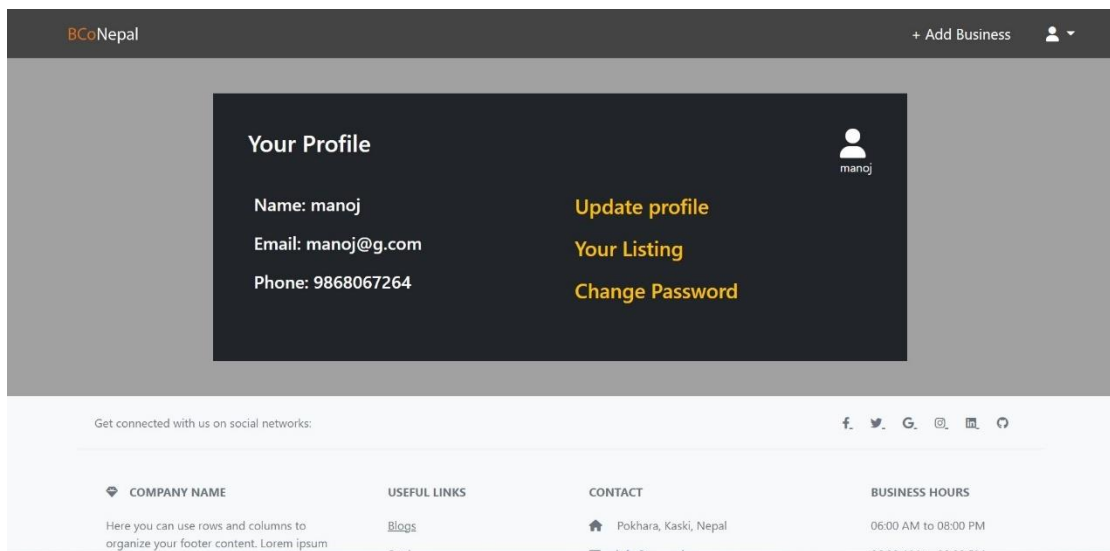 BCoNepal
+ Add Business
Your Profile
manoj
Name: manoj
Email: manoj@g.com
Phone: 9868067264
Update profile
Your Listing
Change Password
Get connected with us on social networks:
COMPANY NAME
Here you can use rows and columns to
organize your footer content. Lorem ipsum
USEFUL LINKS
Blogs
CONTACT
Pokhara, Kaski, Nepal
BUSINESS HOURS
06:00 AM to 08:00 PM